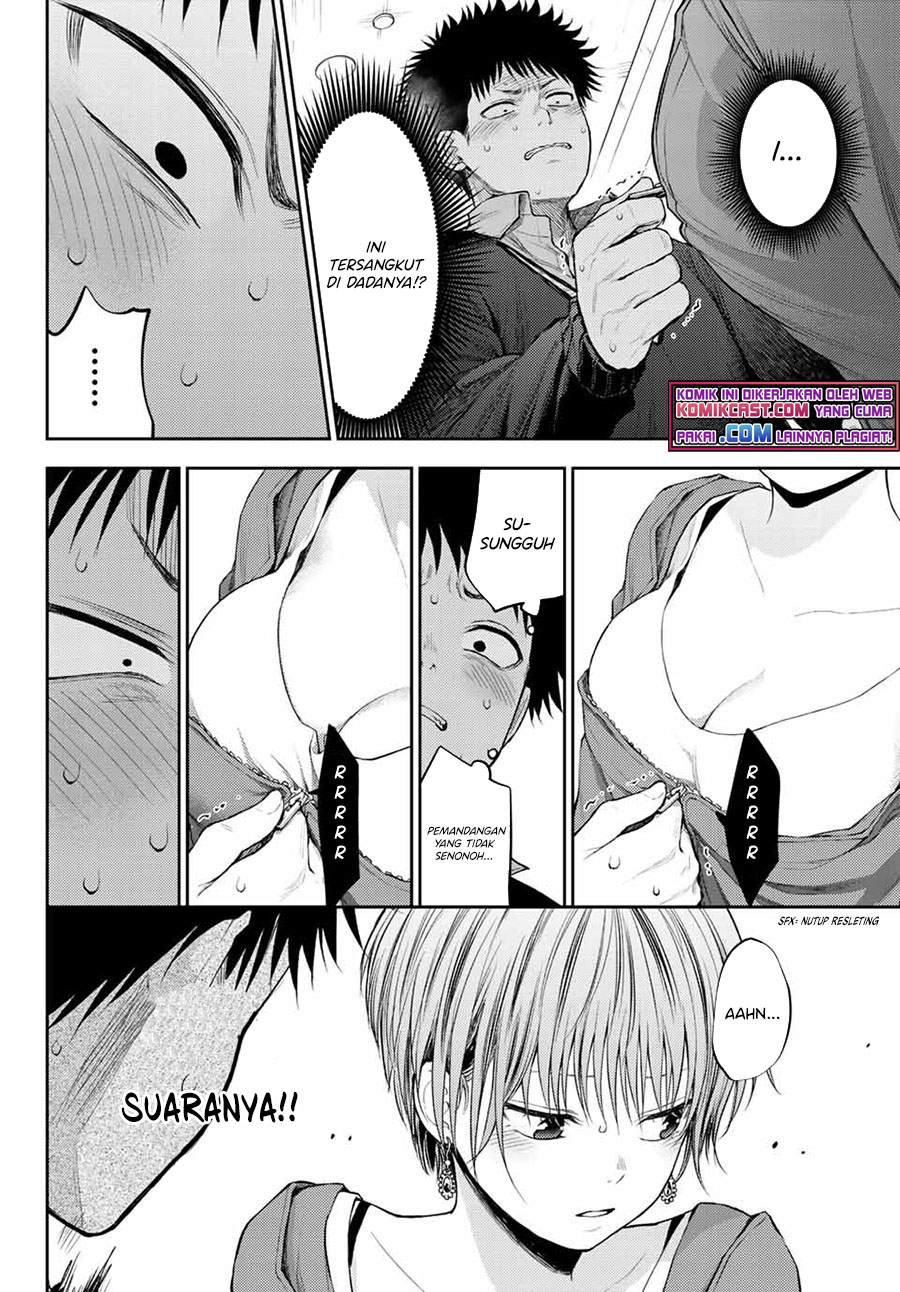 I...
INI
TERSANGKUT
DI DADANYA!?
......
KOMIK INI DIKERJAKAN OLEH WEB
KOMIKCAST.COM YANG CUMA
PAKAI .COM LAINNYA PLAGIAT!
SU-
SUNGGUH
PEMANDANGAN
YANG TIDAK
SENONOH...
RRRRR
RRRRR
SFX: NUTUP RESLETING
AAHN...
SUARANYA!!